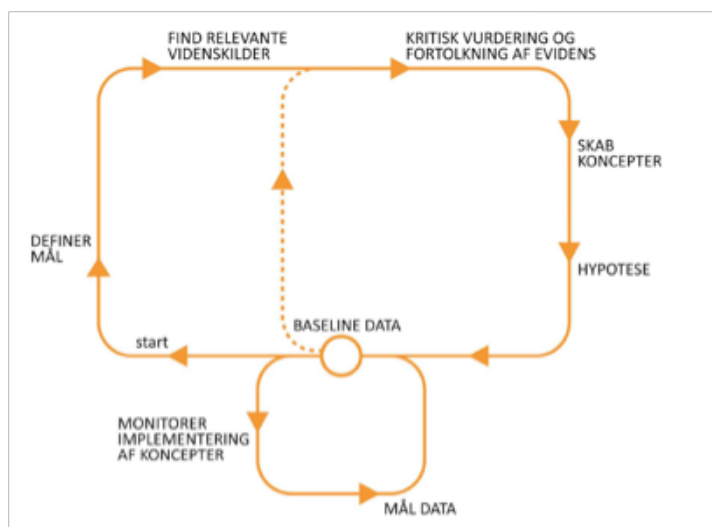 FIND RELEVANTE
VIDENSKILDER
KRITISK VURDERING OG
FORTOLKNING AF EVIDENS
SKAB
KONCEPTER
DEFINER
MÅL
HYPOTESE
BASELINE DATA
start
MONITORER
IMPLEMENTERING
AF KONCEPTER
MÅL DATA